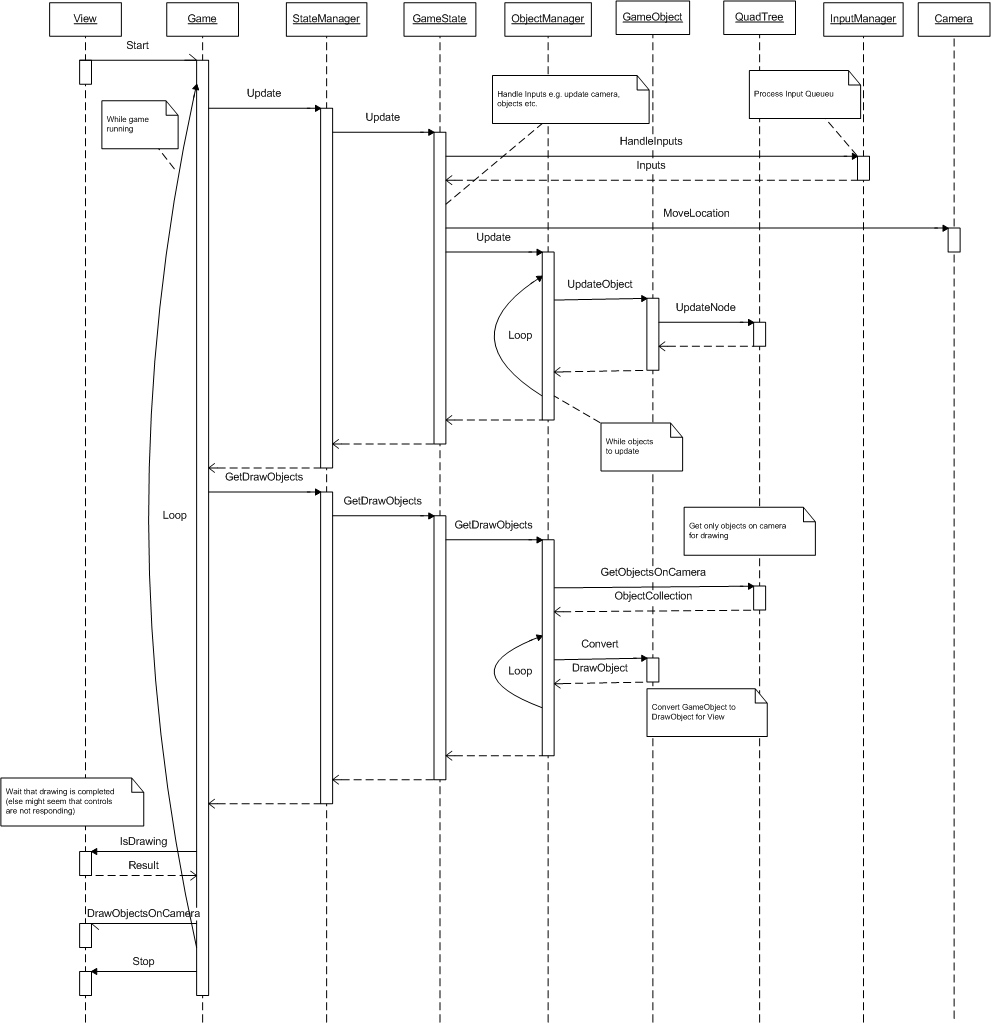 View
Game
StateManager
GameState
ObjectManager
GameObject
QuadTree
InputManager
Camera
Start
While game
running
Update
Update
Handle Inputs e.g. update camera,
objects etc.
Process Input Queueu
HandleInputs
Inputs
MoveLocation
Update
UpdateObject
UpdateNode
Loop
While objects
to update
GetDrawObjects
GetDrawObjects
GetDrawObjects
Loop
Get only objects on camera
for drawing
GetObjectsOnCamera
ObjectCollection
Convert
DrawObject
Loop
Convert GameObject to
DrawObject for View
Wait that drawing is completed
(else might seem that controls
are not responding)
IsDrawing
Result
DrawObjectsOnCamera
Stop